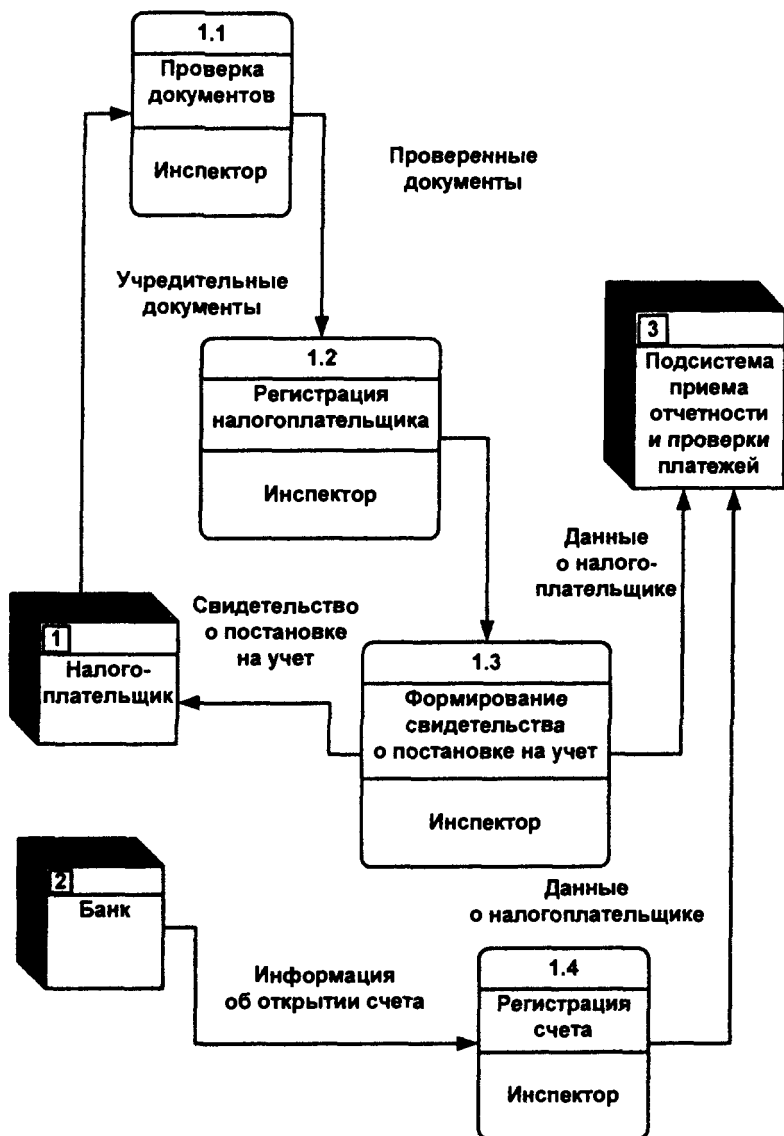 1.1
Проверка
документов
Инспектор
Проверенные
документы
Учредительные
документы
1.2
Регистрация
налогоплательщика
Инспектор
3
Подсистема
приема
отчетности
и проверки
платежей
Данные
о налого-
плательщике
1
Налого-
плательщик
Свидетельство
о постановке
на учет
1.3
Формирование
свидетельства
о постановке на учет
Инспектор
2
Банк
Данные
о налогоплательщике
Информация
об открытии счета
1.4
Регистрация
счета
Инспектор